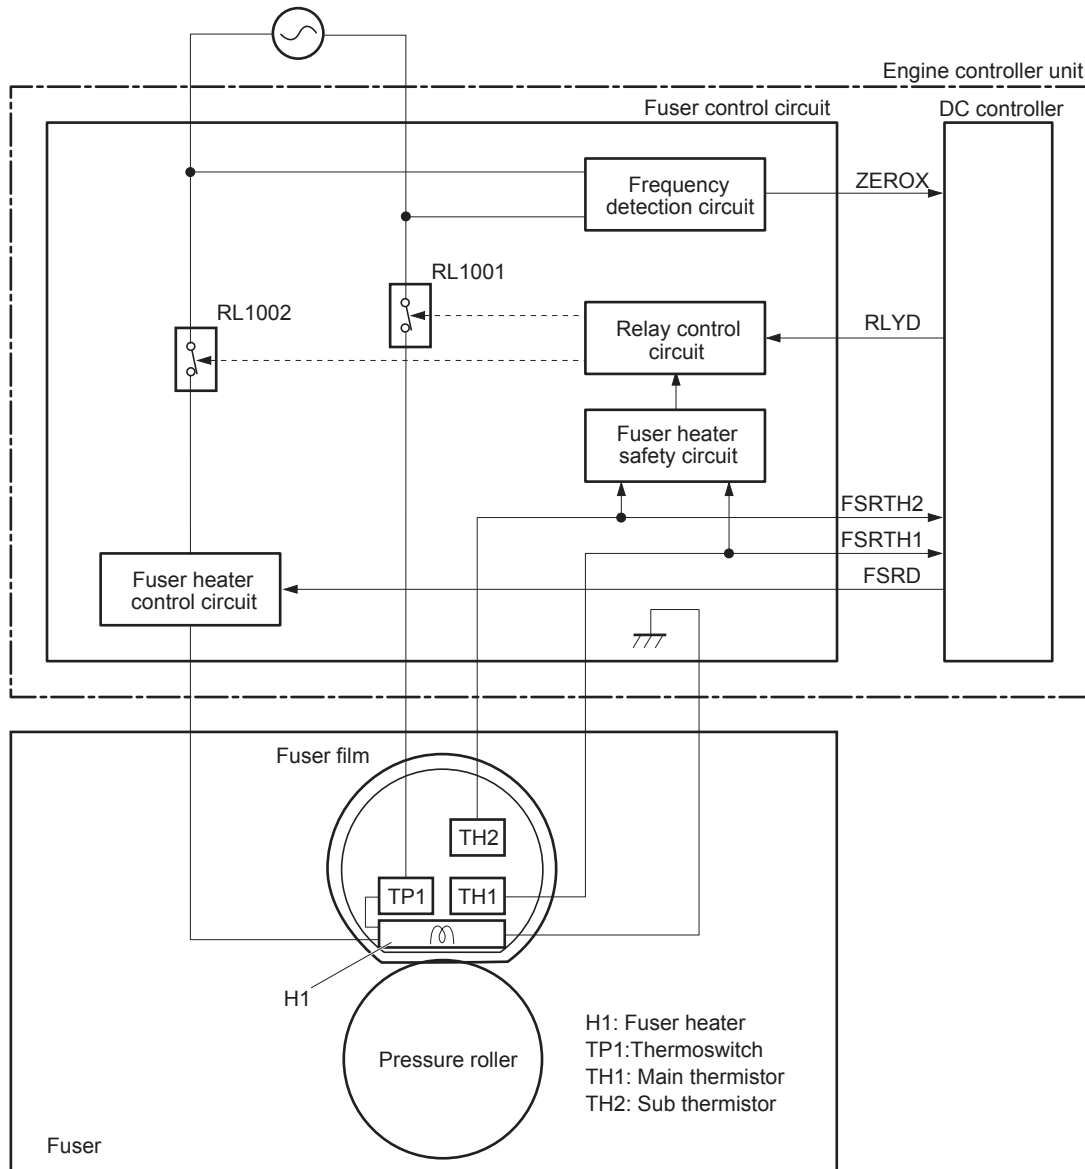 Engine controller unit
Fuser control circuit
DC controller
Frequency
detection circuit
ZEROX
RL1001
RL1002
Relay control
circuit
RLYD
Fuser heater
safety circuit
FSRTH2
FSRTH1
Fuser heater
control circuit
FSRD
Fuser film
TH2
TP1
TH1
H1
Pressure roller
H1: Fuser heater
TP1:Thermoswitch
TH1: Main thermistor
TH2: Sub thermistor
Fuser